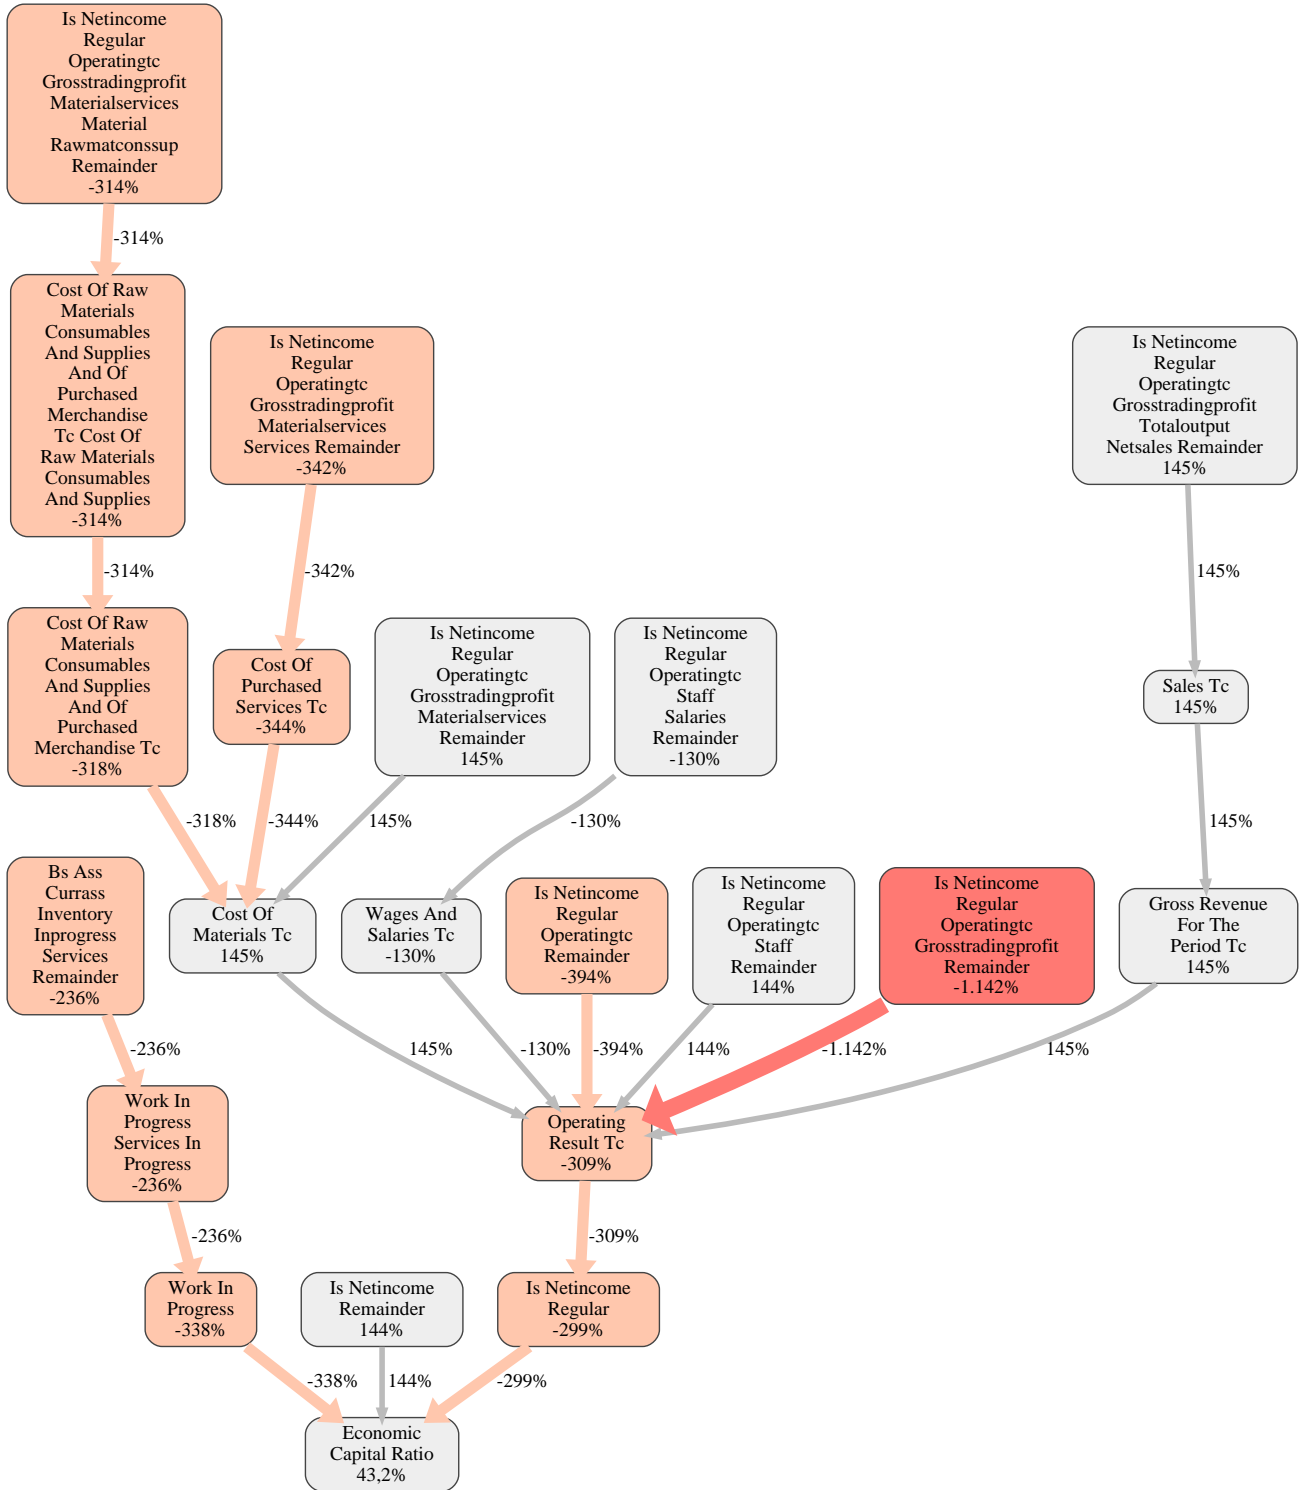 Is Netincome
Regular
Operatingtc
Grosstradingprofit
Materialservices
Material
Rawmatconssup
Remainder
-314%
-314%
Cost Of Raw
Materials
Consumables
And Supplies
And Of
Purchased
Merchandise
Tc Cost Of
Raw Materials
Consumables
And Supplies
-314%
Is Netincome
Regular
Operatingtc
Grosstradingprofit
Materialservices
Services Remainder
-342%
Is Netincome
Regular
Operatingtc
Grosstradingprofit
Totaloutput
Netsales Remainder
145%
-314%
-342%
145%
Cost Of Raw
Materials
Consumables
And Supplies
And Of
Purchased
Merchandise Tc
-318%
Cost Of
Purchased
Services Tc
-344%
Is Netincome
Regular
Operatingtc
Grosstradingprofit
Materialservices
Remainder
145%
Is Netincome
Regular
Operatingtc
Staff
Salaries
Remainder
-130%
Sales Tc
145%
-318%
-344%
145%
-130%
145%
Bs Ass
Currass
Inventory
Inprogress
Services
Remainder
-236%
Cost Of
Materials Tc
145%
Wages And
Salaries Tc
-130%
Is Netincome
Regular
Operatingtc
Remainder
-394%
Is Netincome
Regular
Operatingtc
Staff
Remainder
144%
Is Netincome
Regular
Operatingtc
Grosstradingprofit
Remainder
-1.142%
Gross Revenue
For The
Period Tc
145%
-236%
145%
-130%
-394%
144%
-1.142%
145%
Work In
Progress
Services In
Progress
-236%
Operating
Result Tc
-309%
-236%
-309%
Work In
Progress
-338%
Is Netincome
Remainder
144%
Is Netincome
Regular
-299%
-338%
144%
-299%
Economic
Capital Ratio
43,2%